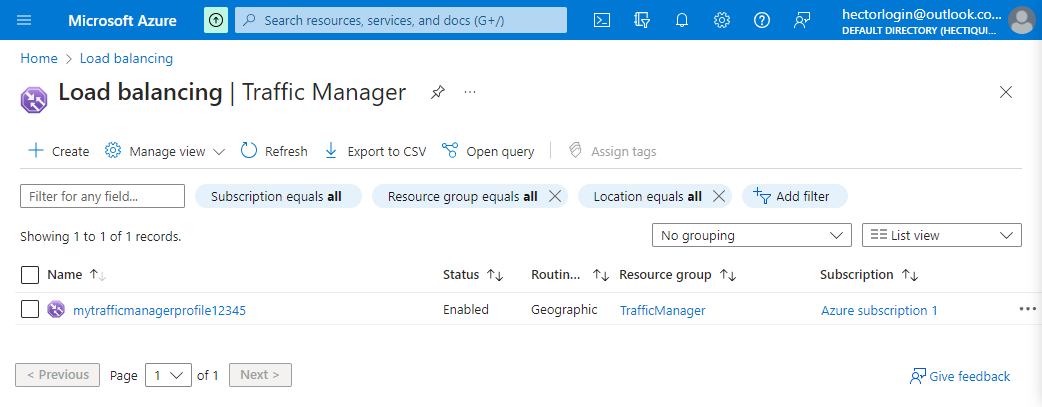 Microsoft Azure Search resources, services, and docs (G+/) hectorlogin@outlook.co...
DEFAULT DIRECTORY (HECTIQUI...
Home > Load balancing
Load balancing | Traffic Manager ...
+ Create Manage view Refresh Export to CSV Open query Assign tags
Filter for any field... Subscription equals all Resource group equals all Location equals all Add filter
Showing 1 to 1 of 1 records. No grouping List view
Name Status Routin... Resource group Subscription
mytrafficmanagerprofile12345 Enabled Geographic TrafficManager Azure subscription 1 ...
< Previous Page 1 of 1 Next > Give feedback